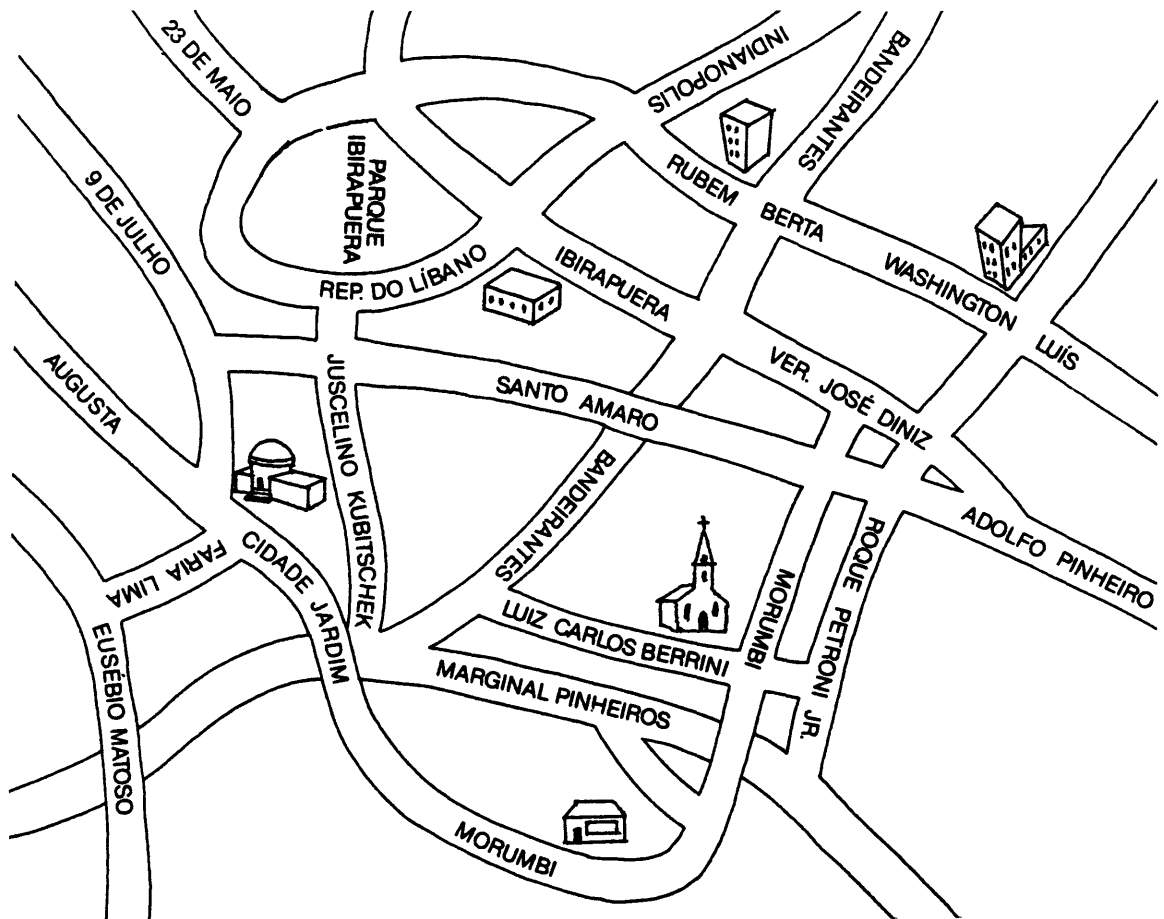 23 DE MAIO
INDIANOPOLIS
BANDEIRANTES
PARQUE
IBIRAPUERA
RUBEM BERTA
9 DE JULHO
REP. DO LÍBANO
IBIRAPUERA
WASHINGTON LUÍS
AUGUSTA
JUSCELINO KUBITSCHEK
SANTO AMARO
VER. JOSÉ DINIZ
BANDEIRANTES
ADOLFO PINHEIRO
FARIA LIMA
CIDADE JARDIM
LUIZ CARLOS BERRINI
MORUMBI
ROQUE PETRONI JR.
EUSÉBIO MATOSO
MARGINAL PINHEIROS
MORUMBI